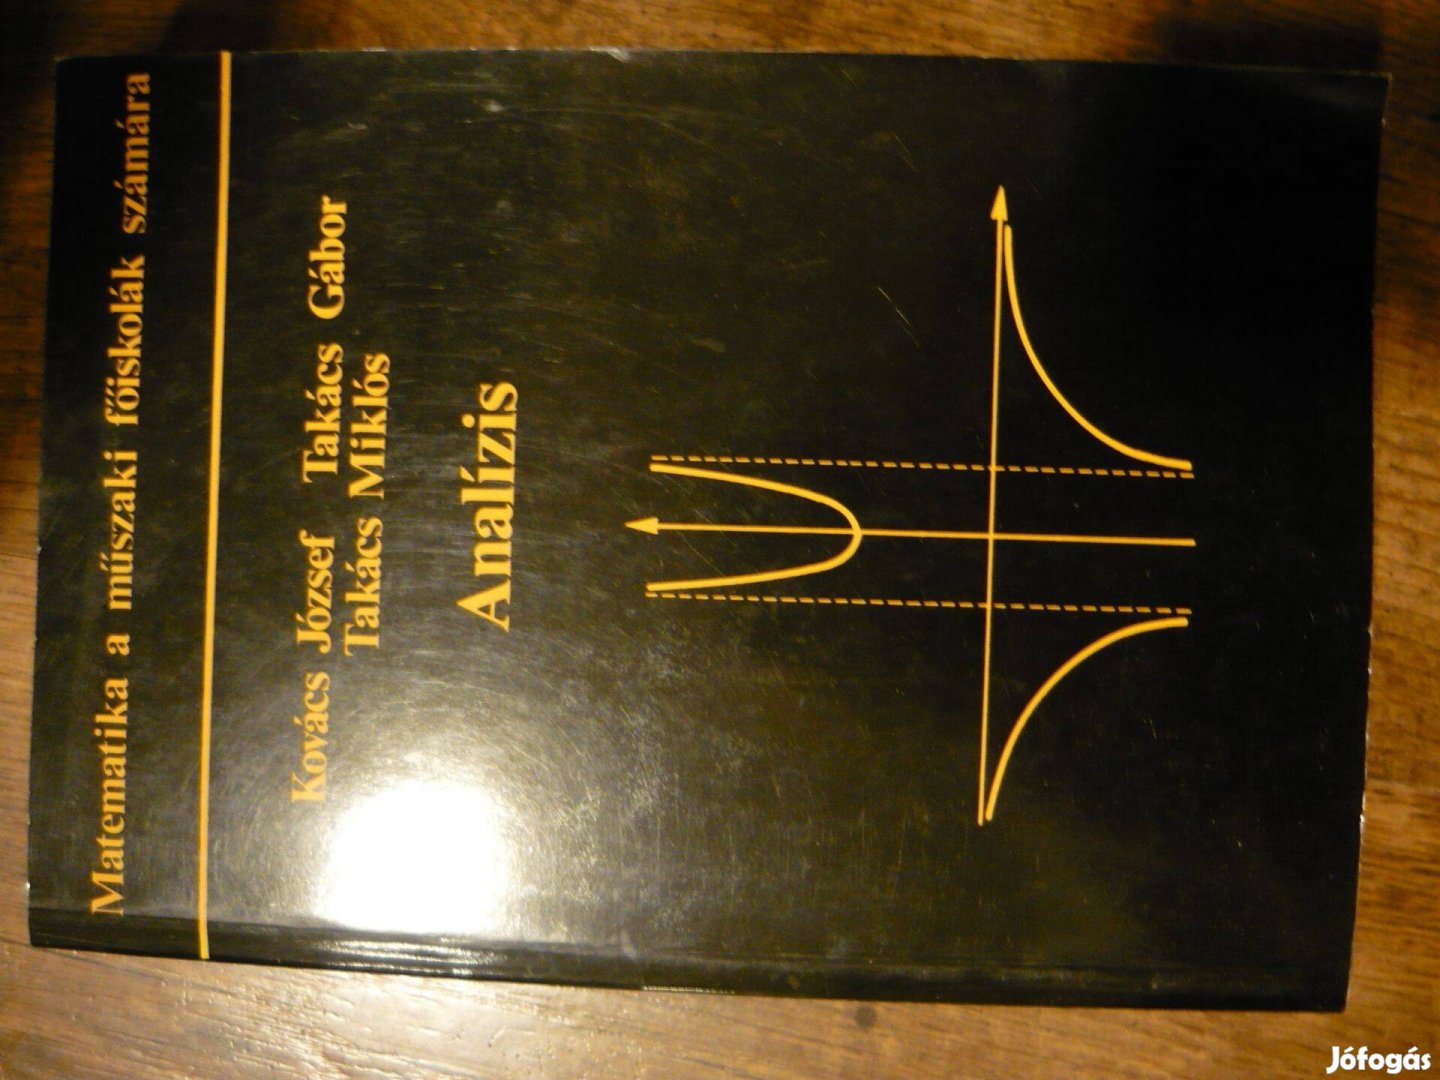 Matematika a műszaki főiskolák számára
Kovács József Takács Gábor
Takács Miklós
Analízis
Jófogás